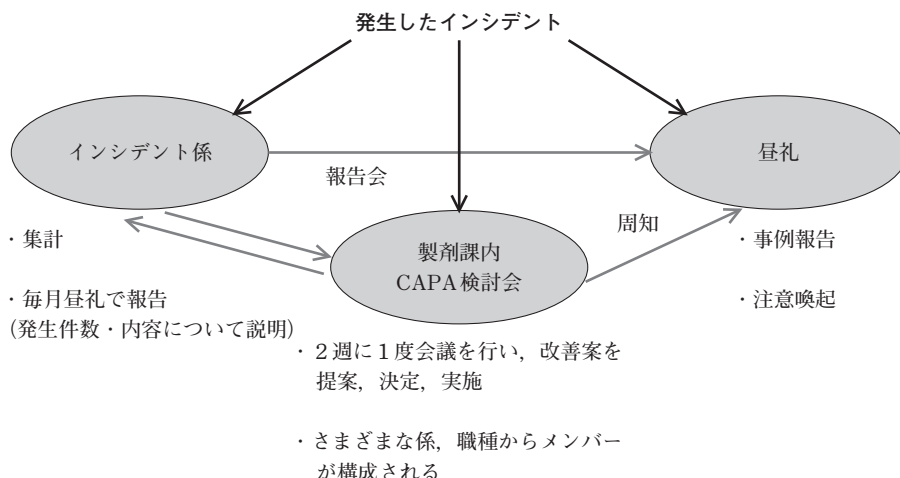 発生したインシデント
インシデント係
昼礼
報告会
製剤課内
CAPA検討会
周知
・集計
・毎月昼礼で報告
(発生件数・内容について説明)
・事例報告
・注意喚起
・2週に1度会議を行い,改善案を
提案,決定,実施
・さまざまな係,職種からメンバー
が構成される